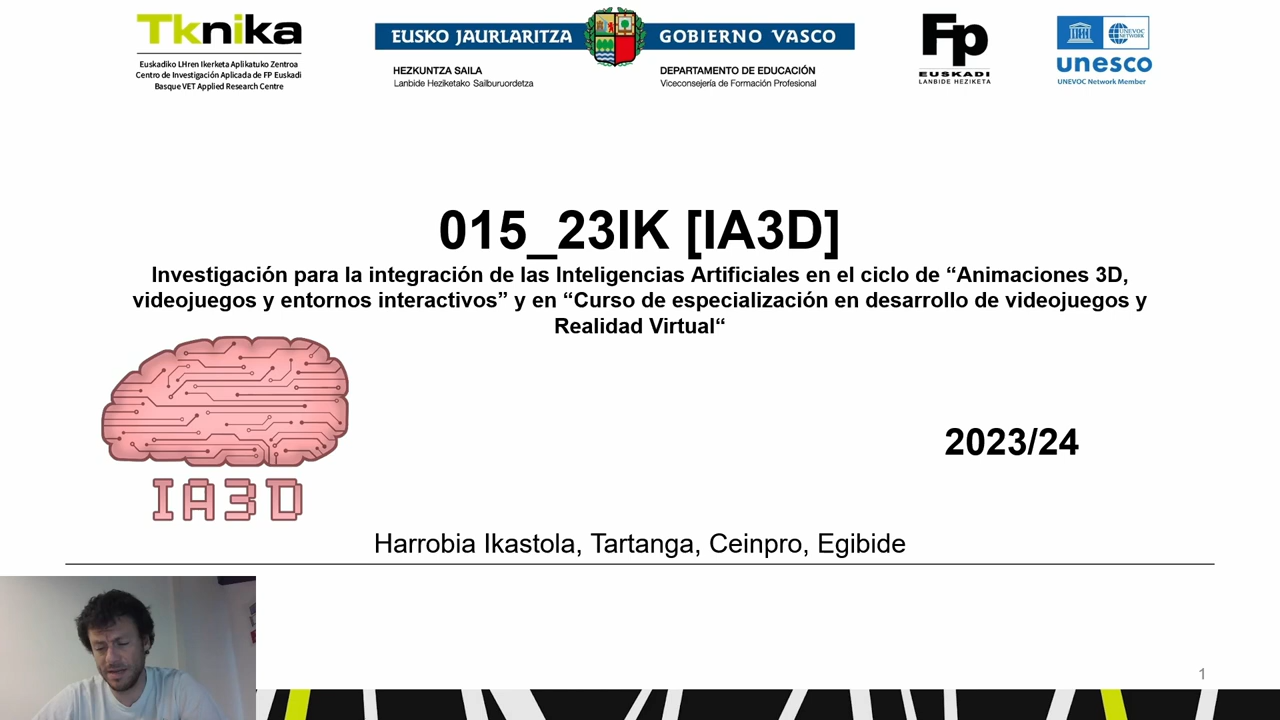 Tknika
Euskadiko LHren Ikerketa Aplikatuko Zentroa
Centro de Investigación Aplicada de FP Euskadi
Basque VET Applied Research Centre
EUSKO JAURLARITZA
GOBIERNO VASCO
HEZKUNTZA SAILA
Lanbide Heziketako Sailburuordetza
DEPARTAMENTO DE EDUCACIÓN
Viceconsejería de Formación Profesional
Fp
EUSKADI
LANBIDE HEZIKETA
UNEVOC
NETWORK
unesco
UNEVOC Network Member
015_23IK [IA3D]
Investigación para la integración de las Inteligencias Artificiales en el ciclo de “Animaciones 3D,
videojuegos y entornos interactivos” y en “Curso de especialización en desarrollo de videojuegos y
Realidad Virtual“
IA3D
2023/24
Harrobia Ikastola, Tartanga, Ceinpro, Egibide
1